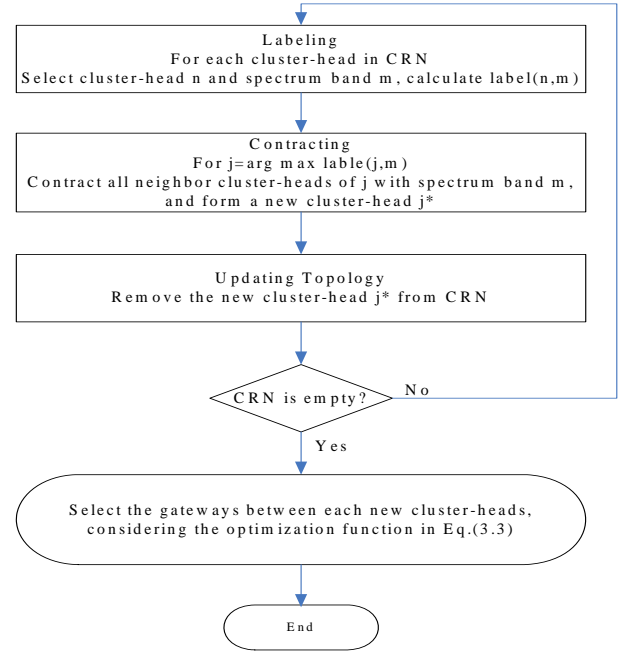 Labeling
For each cluster-head in CRN
Select cluster-head n and spectrum band m, calculate label(n,m)
Contracting
For j=arg max lable(j,m)
Contract all neighbor cluster-heads of j with spectrum band m,
and form a new cluster-head j*
Updating Topology
Remove the new cluster-head j* from CRN
CRN is empty?
No
Yes
Select the gateways between each new cluster-heads,
considering the optimization function in Eq.(3.3)
End